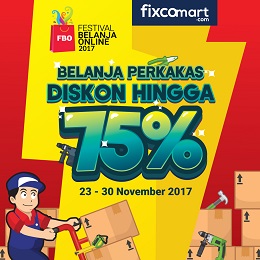 FBO
FESTIVAL
BELANJA
ONLINE
2017
fixcomart
.com
BELANJA PERKAKAS
DISKON HINGGA
75%
23 - 30 November 2017